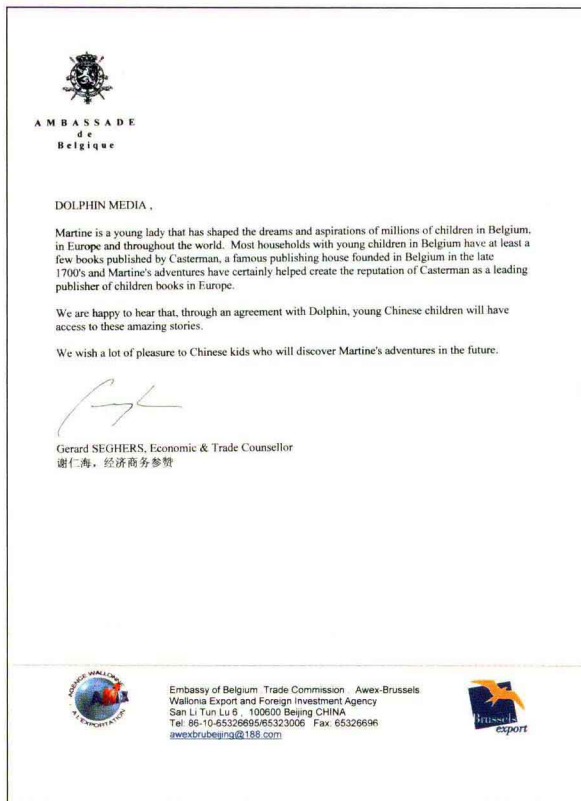 AMBASSADE
de
Belgique
DOLPHIN MEDIA ,
Martine is a young lady that has shaped the dreams and aspirations of millions of children in Belgium,
in Europe and throughout the world. Most households with young children in Belgium have at least a
few books published by Casterman, a famous publishing house founded in Belgium in the late
1700's and Martine's adventures have certainly helped create the reputation of Casterman as a leading
publisher of children books in Europe.
We are happy to hear that, through an agreement with Dolphin, young Chinese children will have
access to these amazing stories.
We wish a lot of pleasure to Chinese kids who will discover Martine's adventures in the future.
Gerard SEGHERS, Economic & Trade Counsellor
谢仁海，经济商务参赞
AGENCE WALLONNE
AWEX
A L'EXPORTATION
Embassy of Belgium Trade Commission Awex-Brussels
Wallonia Export and Foreign Investment Agency
San Li Tun Lu 6 , 100600 Beijing CHINA
Tel: 86-10-65326695/65323006 Fax: 65326696
awexbrubeijing@188.com
Brussels
export